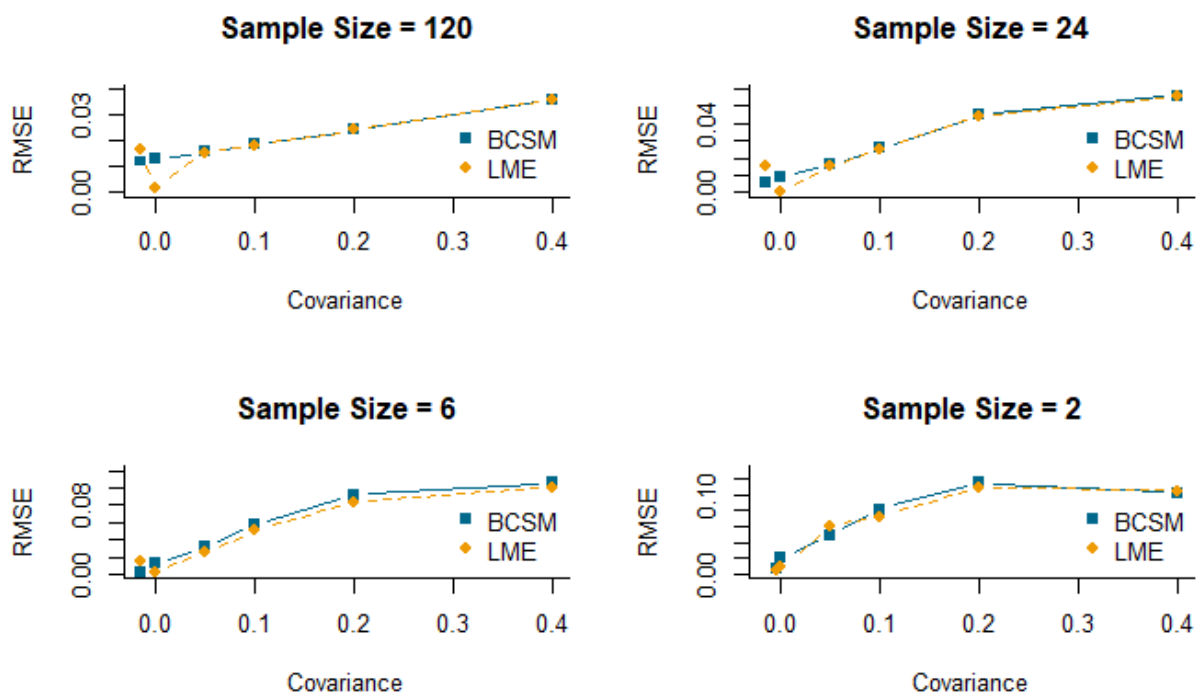 Sample Size = 120
RMSE
0.03
0.00
BCSM
LME
0.0 0.1 0.2 0.3 0.4
Covariance
Sample Size = 24
RMSE
0.04
0.00
BCSM
LME
0.0 0.1 0.2 0.3 0.4
Covariance
Sample Size = 6
RMSE
0.08
0.00
BCSM
LME
0.0 0.1 0.2 0.3 0.4
Covariance
Sample Size = 2
RMSE
0.10
0.00
BCSM
LME
0.0 0.1 0.2 0.3 0.4
Covariance